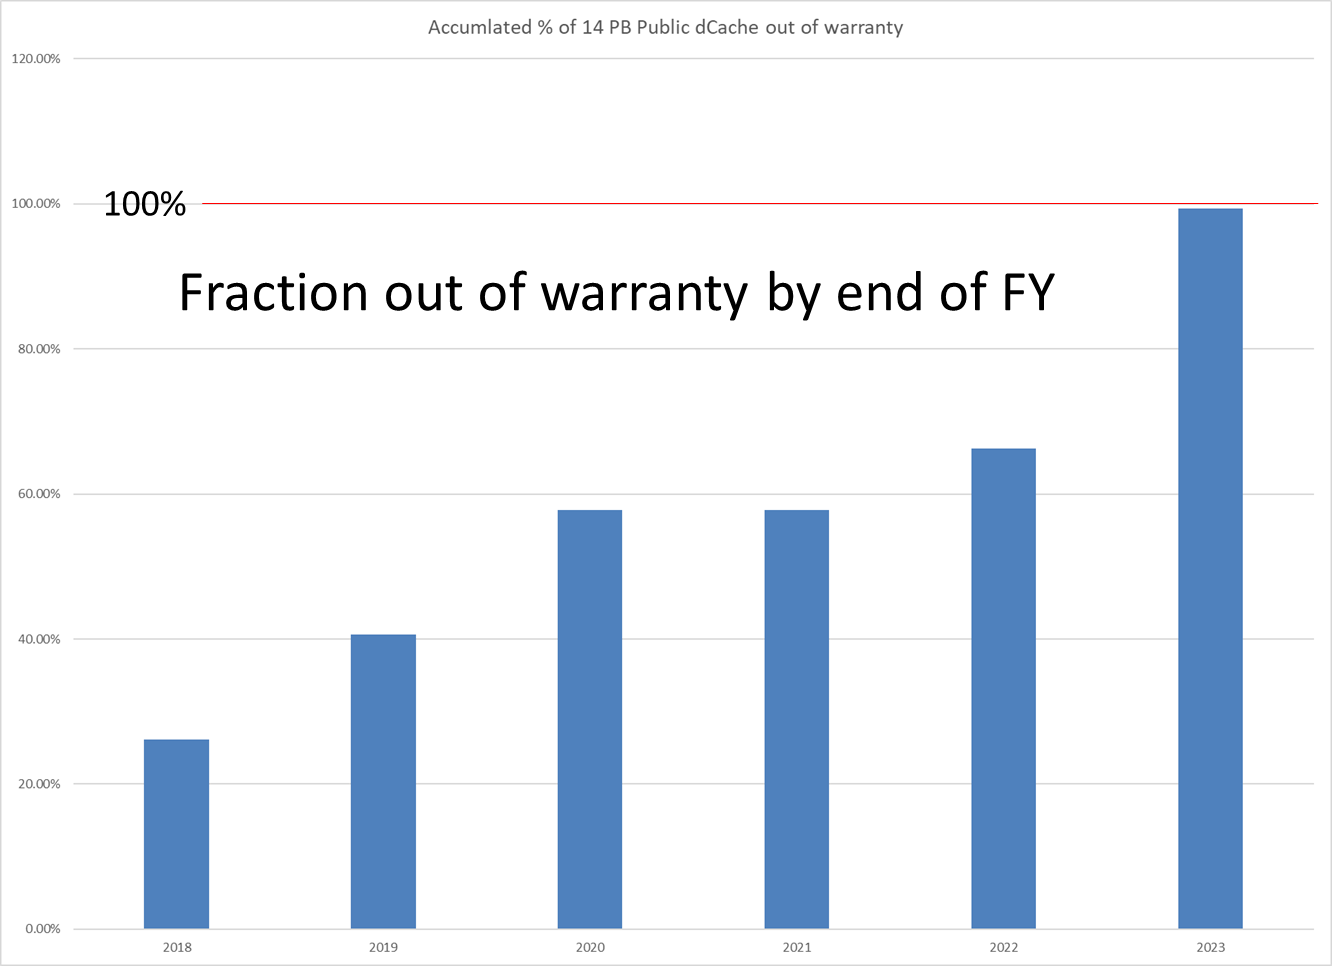 Accumlated % of 14 PB Public dCache out of warranty
120.00%
100.00%
100%
Fraction out of warranty by end of FY
80.00%
60.00%
40.00%
20.00%
0.00%
2018 2019 2020 2021 2022 2023